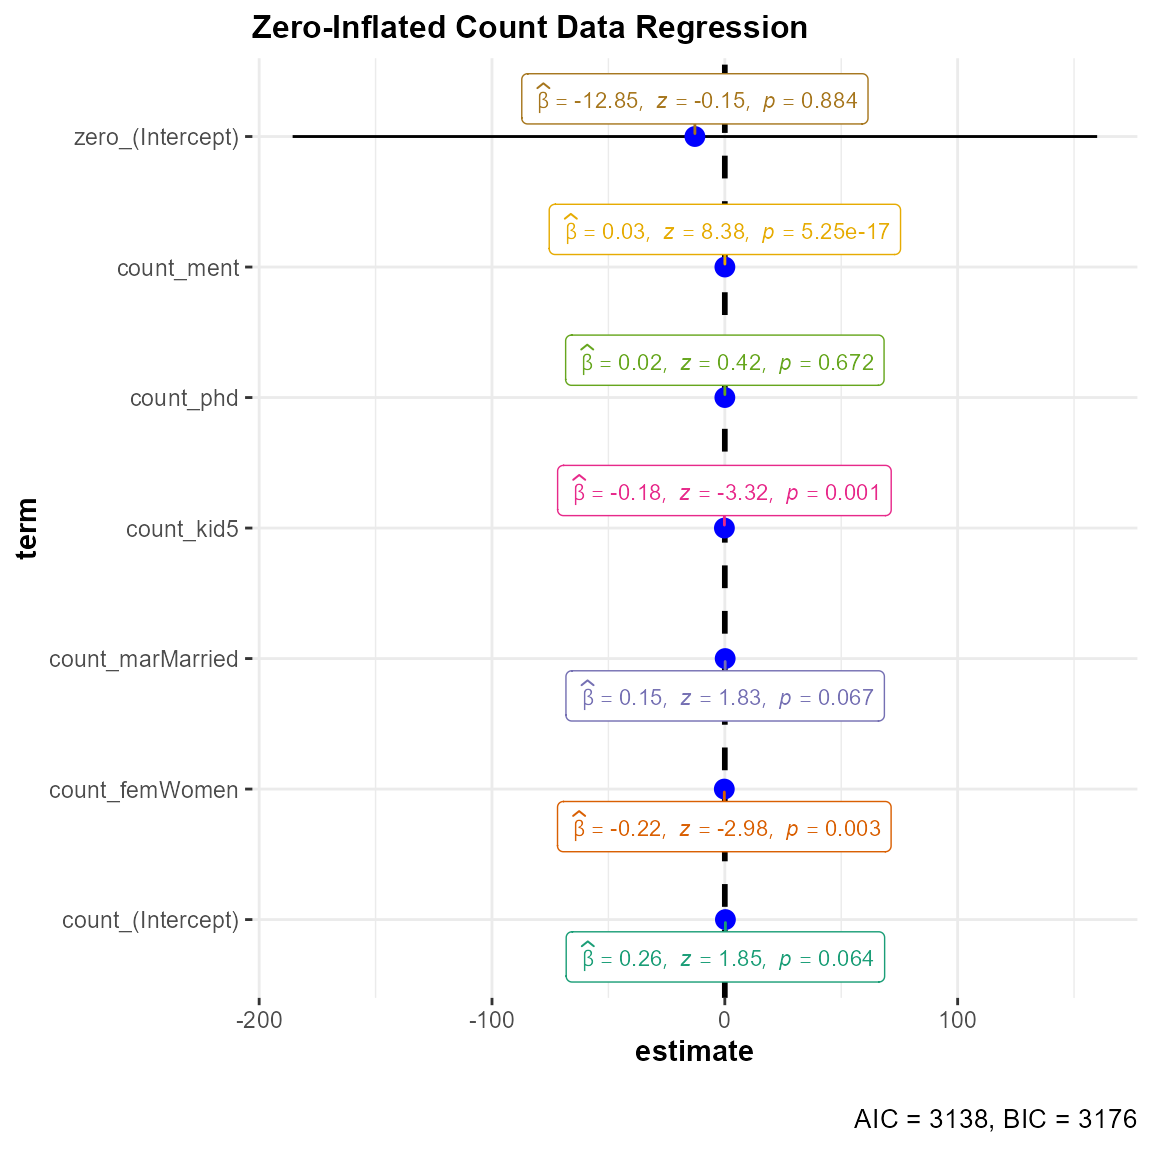 Zero-Inflated Count Data Regression
β̂ = -12.85, z = -0.15, p = 0.884
zero_(Intercept)
β̂ = 0.03, z = 8.38, p = 5.25e-17
count_ment
β̂ = 0.02, z = 0.42, p = 0.672
count_phd
β̂ = -0.18, z = -3.32, p = 0.001
count_kid5
term
count_marMarried
β̂ = 0.15, z = 1.83, p = 0.067
count_femWomen
β̂ = -0.22, z = -2.98, p = 0.003
count_(Intercept)
β̂ = 0.26, z = 1.85, p = 0.064
-200 -100 0 100
estimate
AIC = 3138, BIC = 3176